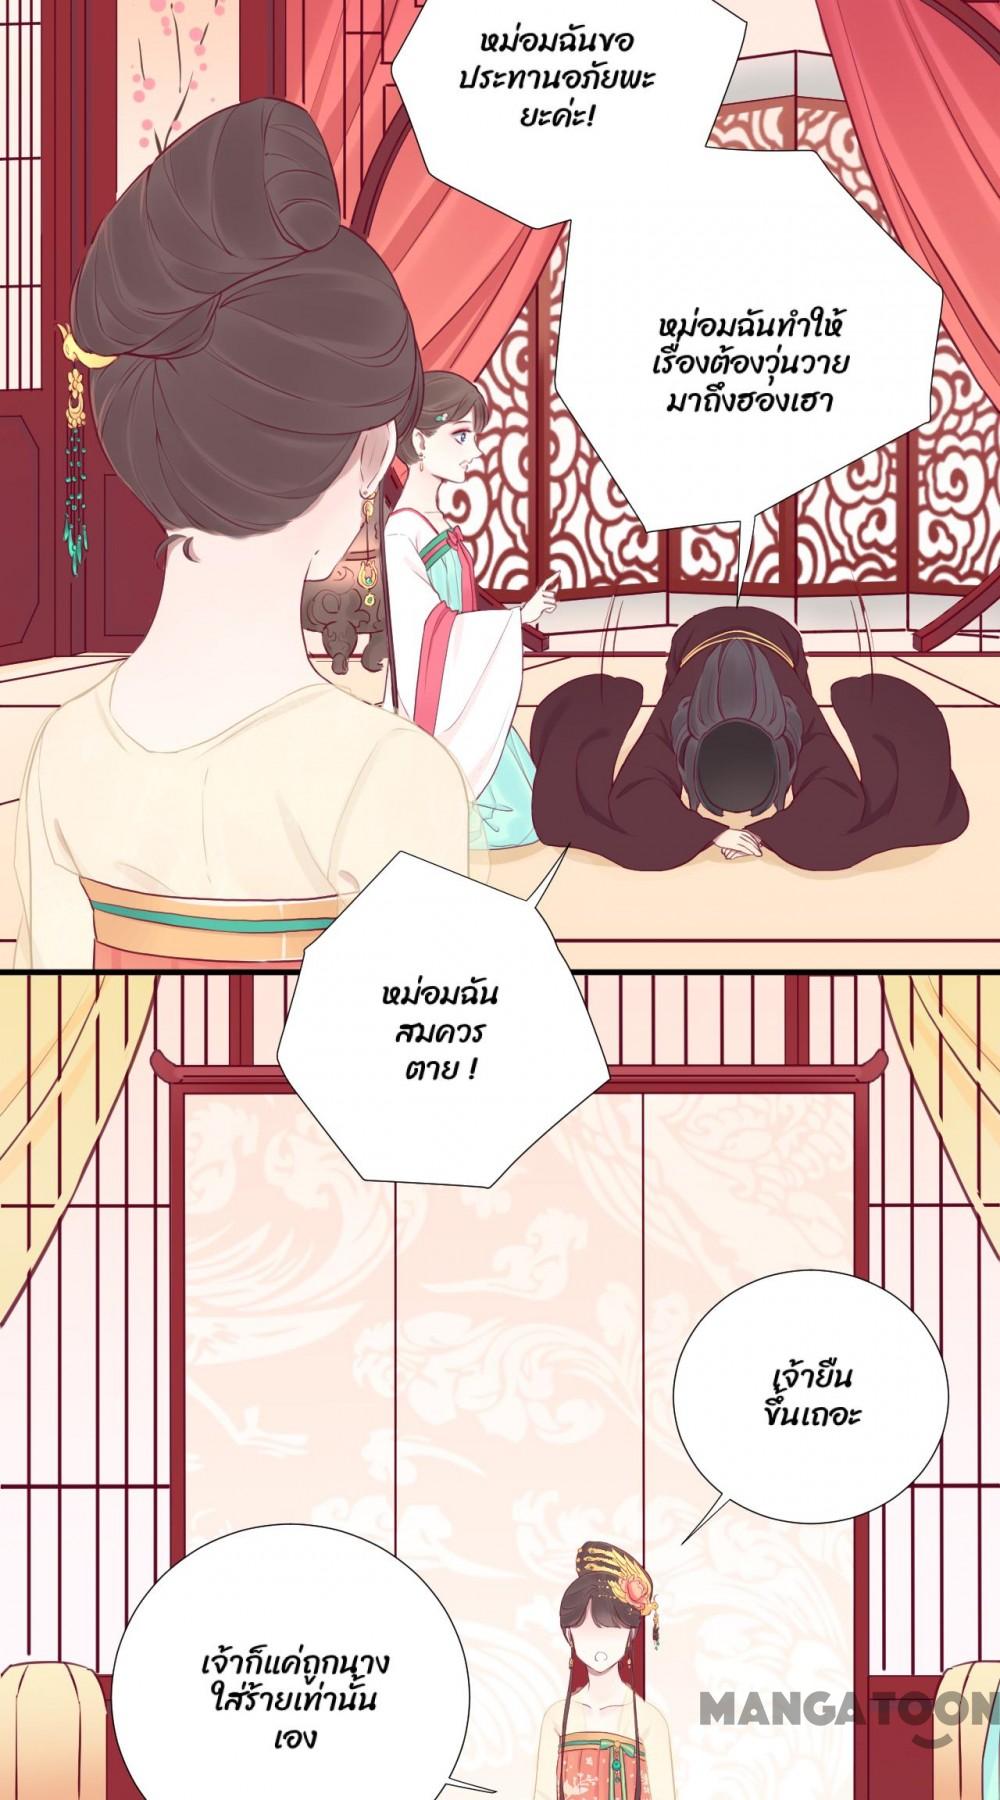 หม่อมฉันขอ
ประทานอภัยพะ
ยะค่ะ!
หม่อมฉันทำให้
เรื่องต้องวุ่นวาย
มาถึงฮองเฮา
หม่อมฉัน
สมควร
ตาย !
เจ้ายืน
ขึ้นเถอะ
เจ้าก็แค่ถูกนาง
ใส่ร้ายเท่านั้น
เอง
MANGATOON